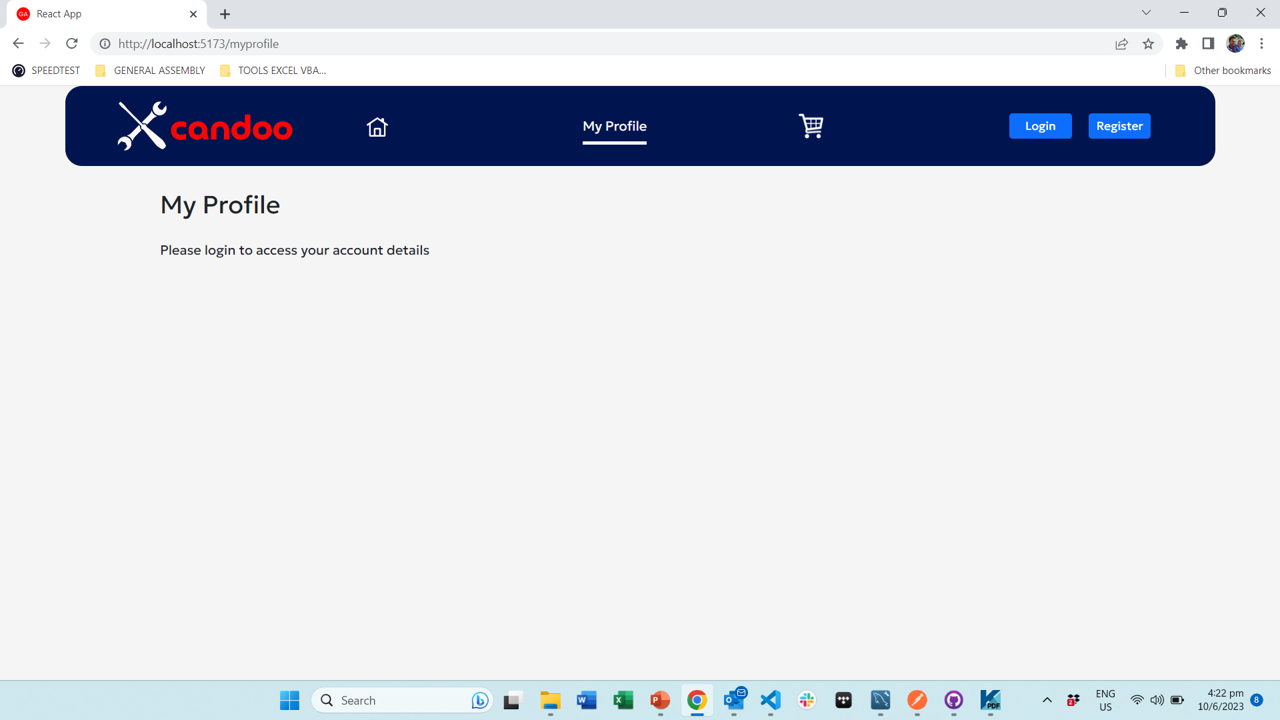 GA React App
http://localhost:5173/myprofile
SPEEDTEST GENERAL ASSEMBLY TOOLS EXCEL VBA... Other bookmarks
candoo My Profile Login Register
My Profile
Please login to access your account details
Search
ENG
US
4:22 pm
10/6/2023
8